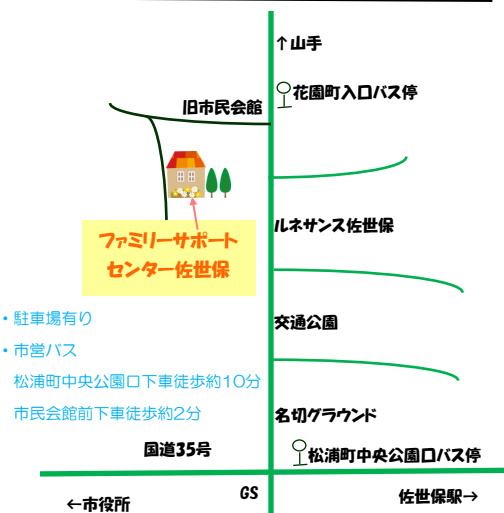 ↑山手
花園町入口バス停
旧市民会館
ルネサンス佐世保
ファミリーサポート
センター佐世保
・駐車場有り
交通公園
・市営バス
松浦町中央公園口下車徒歩約10分
市民会館前下車徒歩約2分
名切グラウンド
国道35号
松浦町中央公園口バス停
GS
←市役所
佐世保駅→